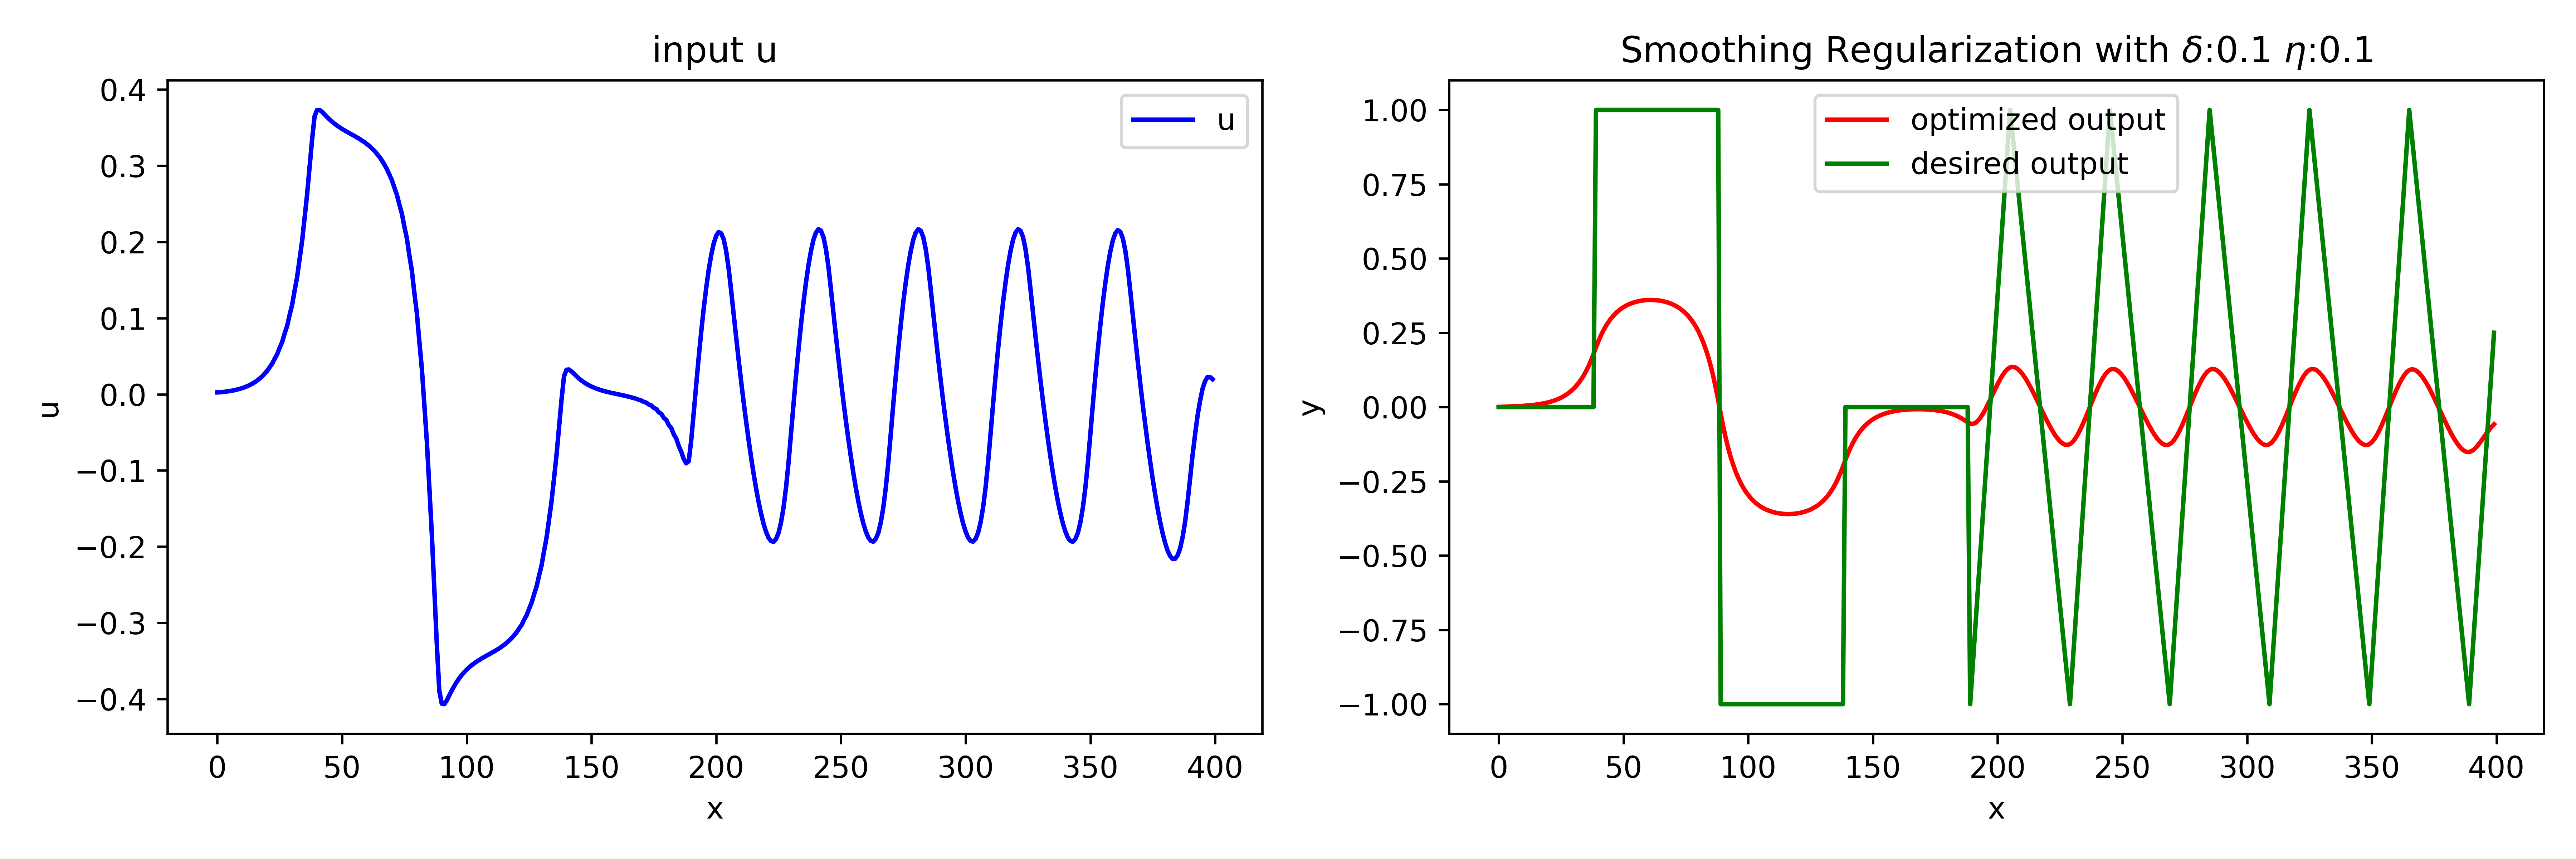 input u
u
0.4
0.3
0.2
0.1
0.0
−0.1
−0.2
−0.3
−0.4
u
0 50 100 150 200 250 300 350 400
x
Smoothing Regularization with δ:0.1 η:0.1
optimized output
desired output
1.00
0.75
0.50
0.25
0.00
−0.25
−0.50
−0.75
−1.00
y
0 50 100 150 200 250 300 350 400
x